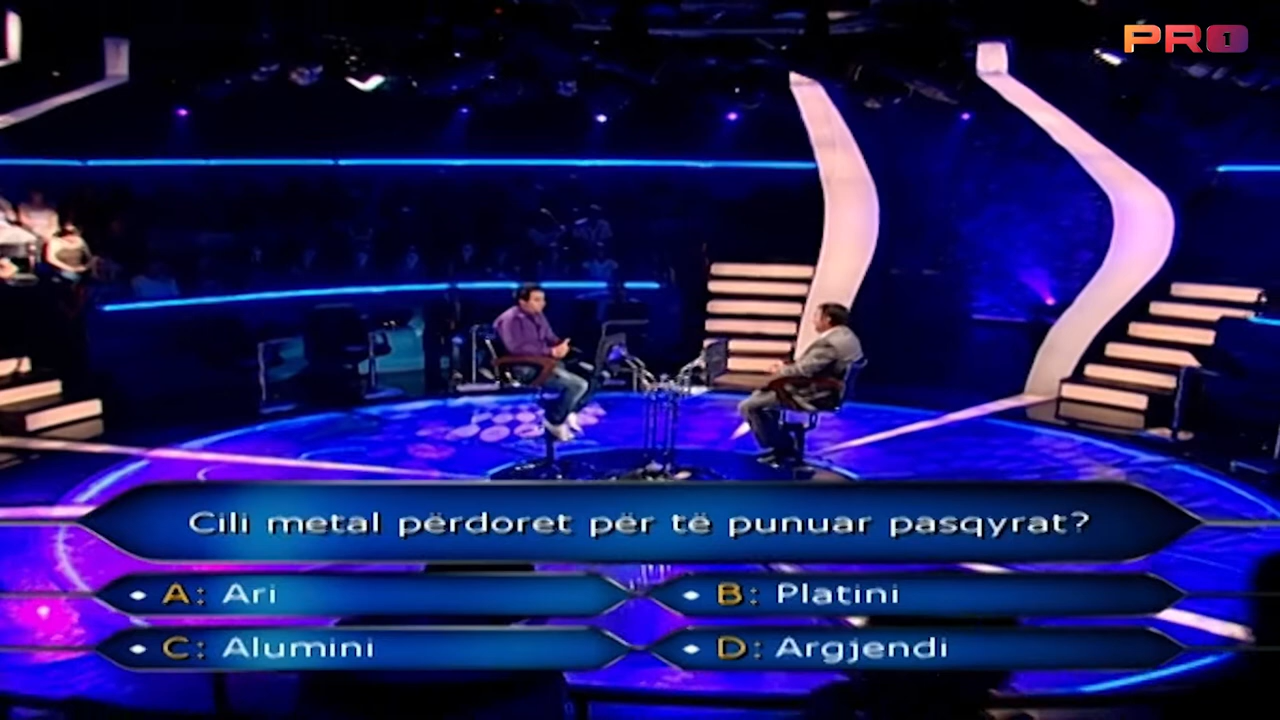 PRO 1
Cili metal përdoret për të punuar pasqyrat?
A: Ari
B: Platini
C: Alumini
D: Argjendi